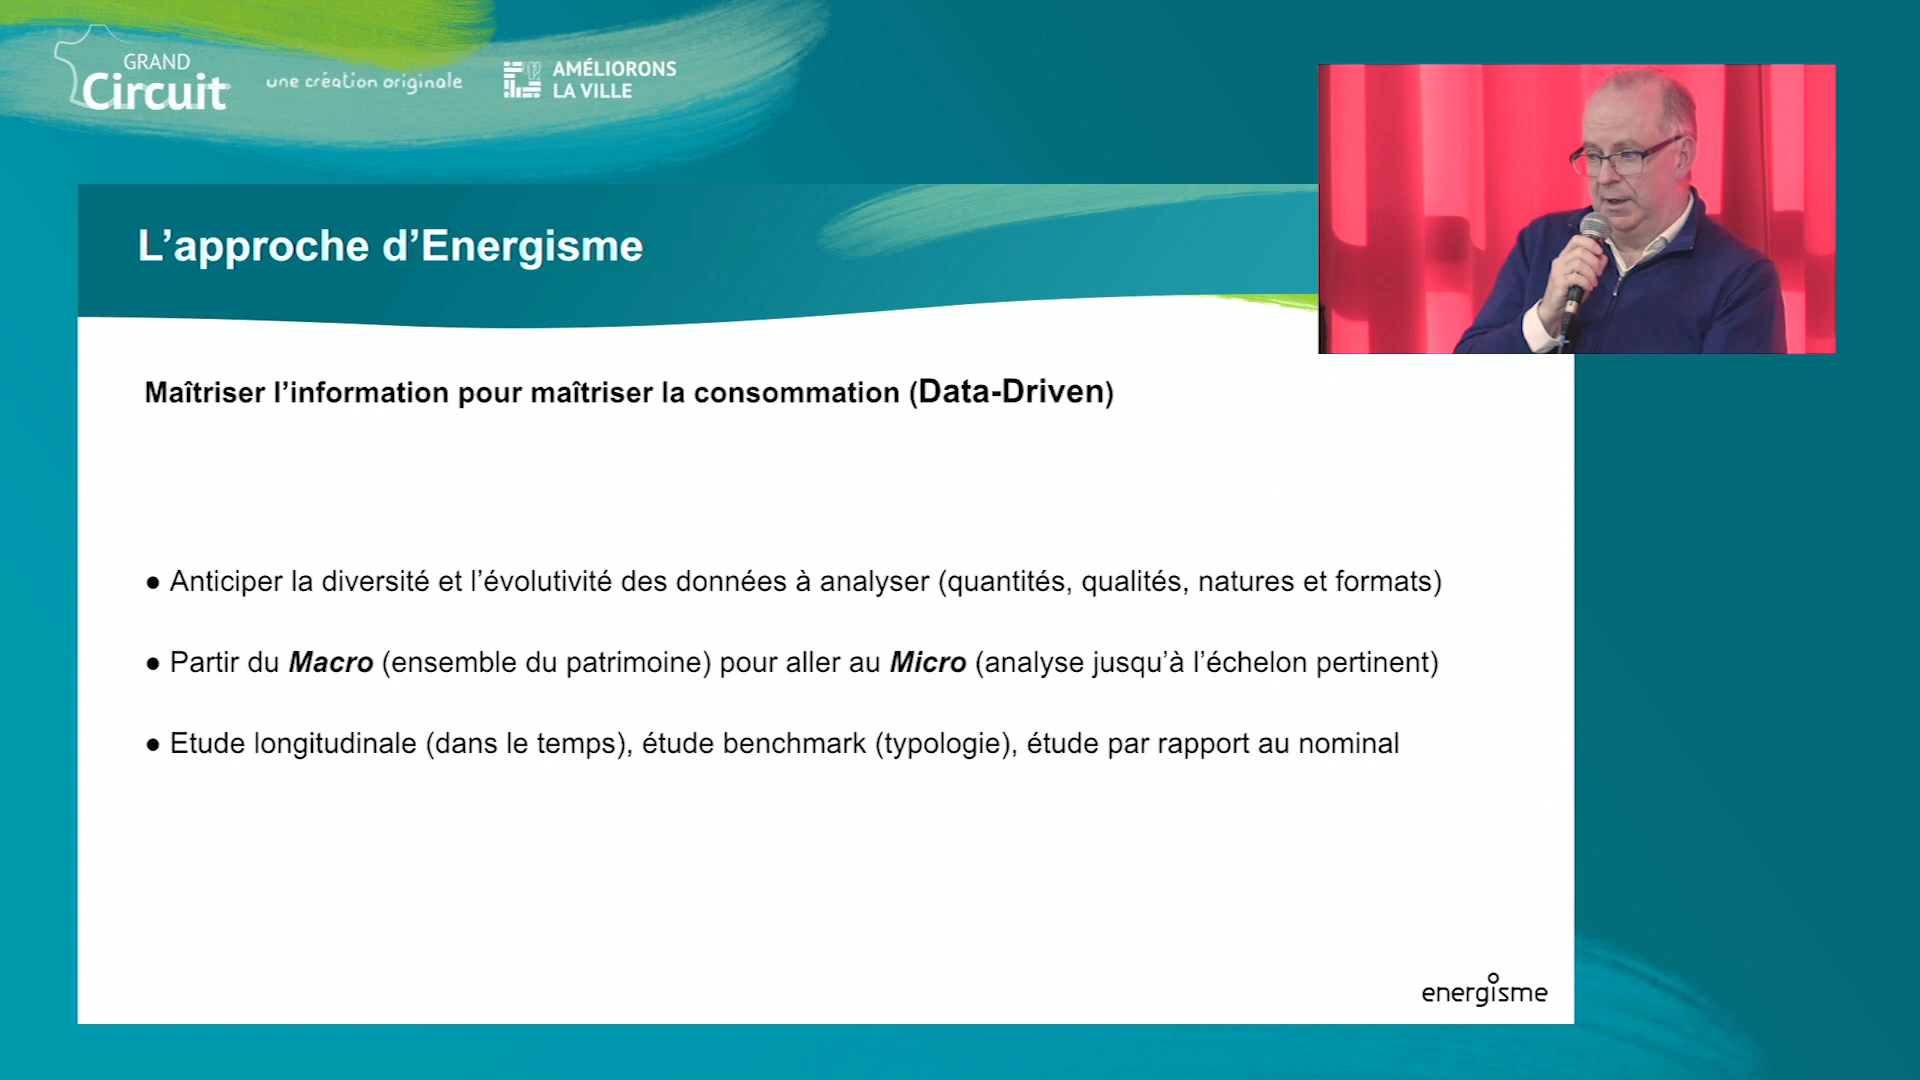 GRAND
Circuit
une création originale
AMÉLIORONS
LA VILLE
L’approche d’Energisme
Maîtriser l’information pour maîtriser la consommation (Data-Driven)
● Anticiper la diversité et l’évolutivité des données à analyser (quantités, qualités, natures et formats)
● Partir du Macro (ensemble du patrimoine) pour aller au Micro (analyse jusqu’à l’échelon pertinent)
● Etude longitudinale (dans le temps), étude benchmark (typologie), étude par rapport au nominal
energisme